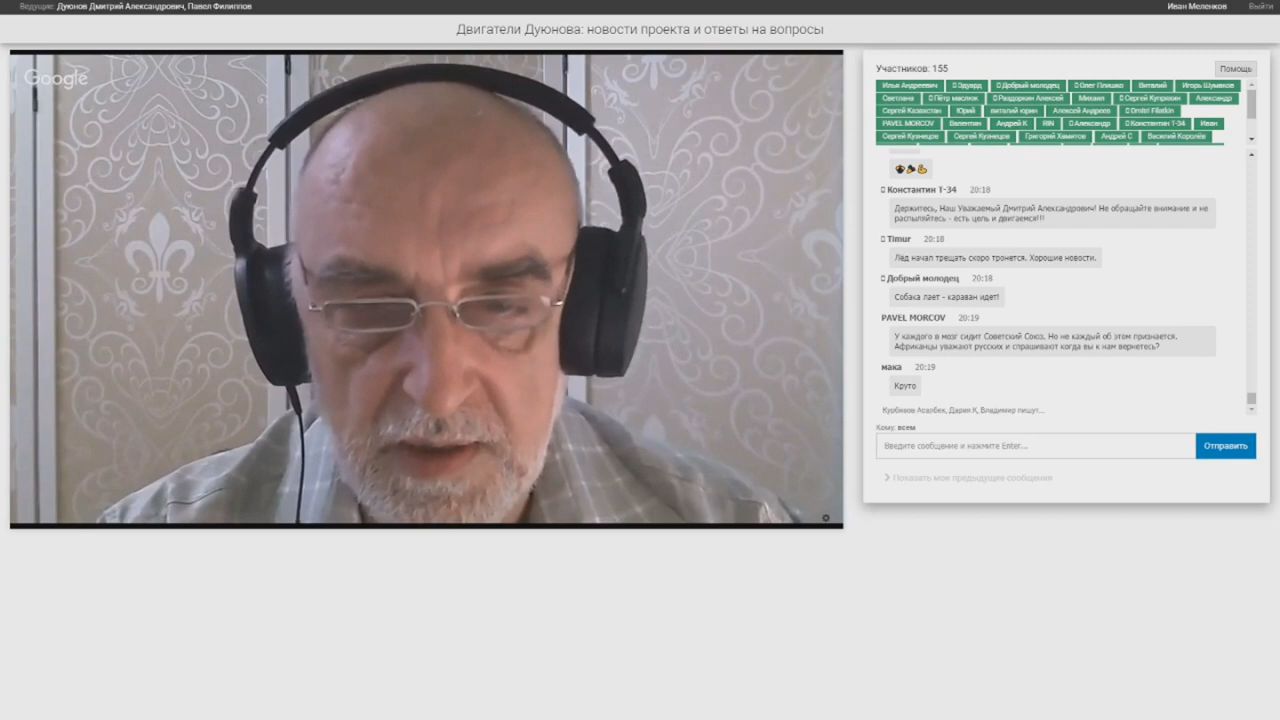 Ведущие: Дуюнов Дмитрий Александрович, Павел Филиппов
Иван Меленков Выйти
Двигатели Дуюнова: новости проекта и ответы на вопросы
Google
Участников: 155 Помощь
Илья Андреевич Эдуард Добрый молодец Олег Плишко Виталий Игорь Шумаков
Светлана Пётр маслюк Раздоркин Алексей Михаил Сергей Купрехин Александр
Сергей Казахстан Юрий виталий юрин Алексей Андреев Dmitri Filatkin
PAVEL MORCOV Валентин Андрей К RIN Александр Константин Т-34 Иван
Сергей Кузнецов Сергей Кузнецов Григорий Хамитов Андрей С Василий Королёв
Константин Т-34 20:18
Держитесь, Наш Уважаемый Дмитрий Александрович! Не обращайте внимание и не
распыляйтесь - есть цель и двигаемся!!!
Timur 20:18
Лед начал трещать скоро тронется. Хорошие новости.
Добрый молодец 20:18
Собака лает - караван идет!
PAVEL MORCOV 20:19
У каждого в мозг сидит Советский Союз. Но не каждый об этом признается.
Африканцы уважают русских и спрашивают когда вы к нам вернетесь?
мака 20:19
Круто
Курбанов Асылбек, Дария К, Владимир пишут...
Кому: всем
Введите сообщение и нажмите Enter... Отправить
Показать мое предыдущие сообщения